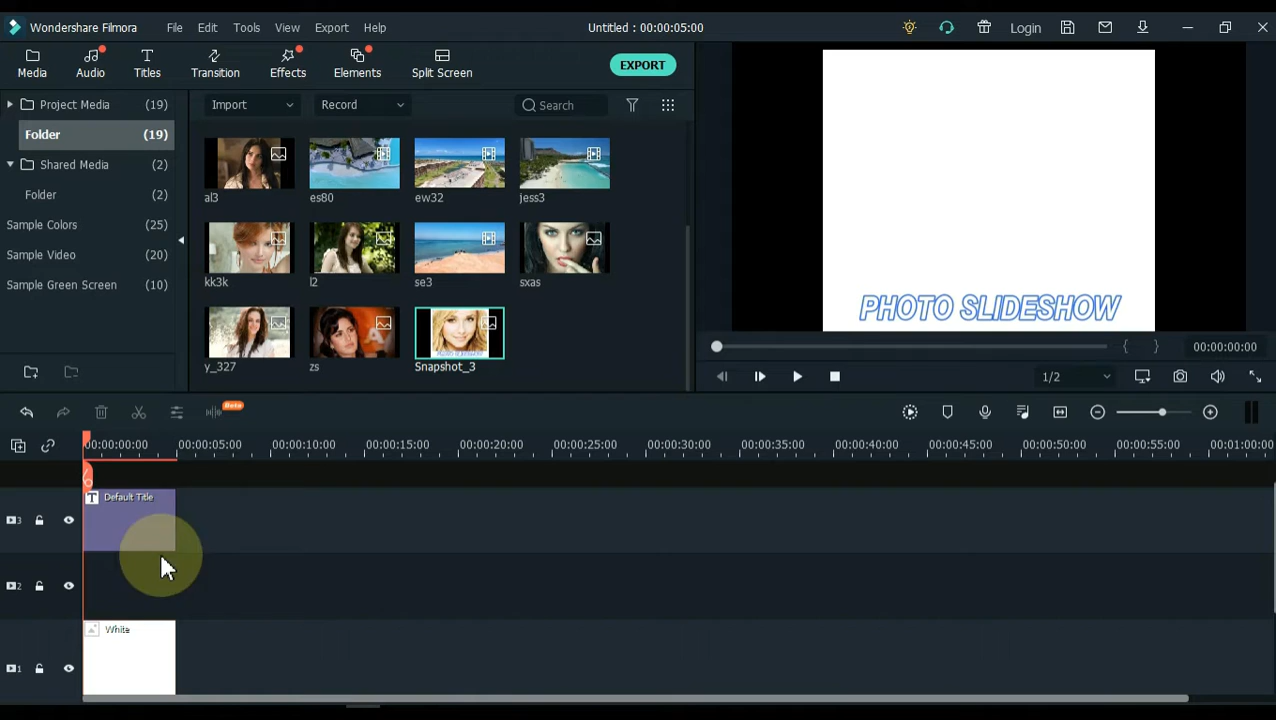 Wondershare Filmora File Edit Tools View Export Help Untitled : 00:00:05:00 Login
Media Audio Titles Transition Effects Elements Split Screen EXPORT
Project Media (19) Import Record Search
Folder (19)
Shared Media (2)
Folder (2)
Sample Colors (25)
Sample Video (20)
Sample Green Screen (10)
al3 es80 ew32 jess3
kk3k l2 se3 sxas
y_327 zs Snapshot_3
PHOTO SLIDESHOW
PHOTO SLIDESHOW
00:00:00:00
1/2
Beta
00:00:00:00 00:00:05:00 00:00:10:00 00:00:15:00 00:00:20:00 00:00:25:00 00:00:30:00 00:00:35:00 00:00:40:00 00:00:45:00 00:00:50:00 00:00:55:00 00:01:00:00
T Default Title
3
2
White
1